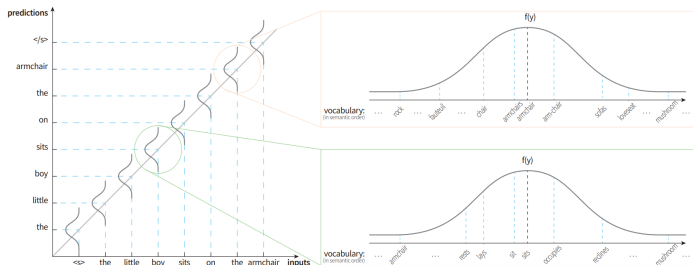 predictions
</s>
armchair
the
on
sits
boy
little
the
<s> the little boy sits on the armchair inputs
f(y)
vocabulary:
(in semantic order)
... rock ... fauteuil ... chair armchairs armchair arm-chair sofas loveseat ... mushroom ...
f(y)
vocabulary:
(in semantic order)
... armchair ... rests lays sit sits occupies reclines ... mushroom ...